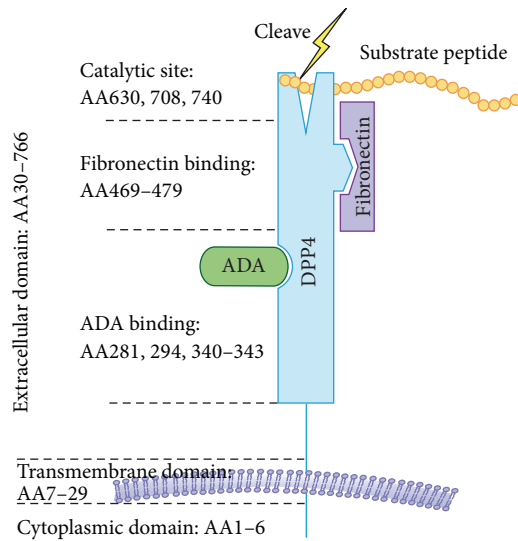 Cleave
Substrate peptide
Catalytic site:
AA630, 708, 740
Extracellular domain: AA30–766
Fibronectin binding:
AA469–479
Fibronectin
DPP4
ADA
ADA binding:
AA281, 294, 340–343
Transmembrane domain:
AA7–29
Cytoplasmic domain: AA1–6